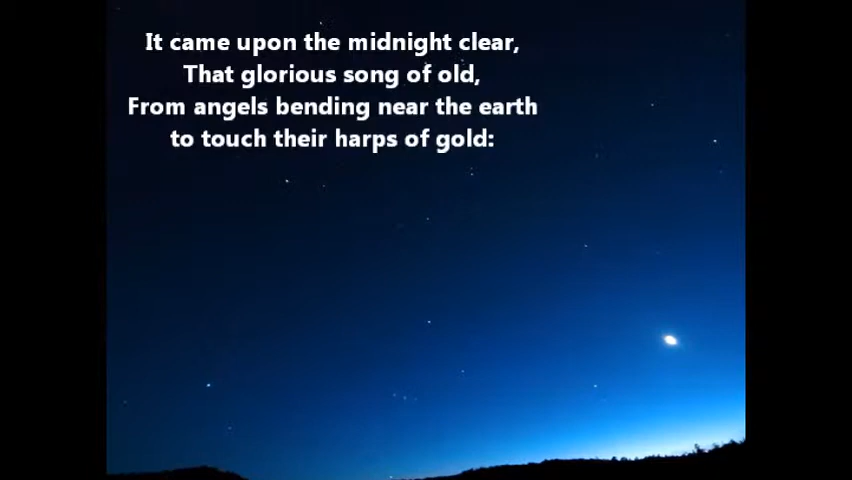 It came upon the midnight clear,
That glorious song of old,
From angels bending near the earth
to touch their harps of gold: